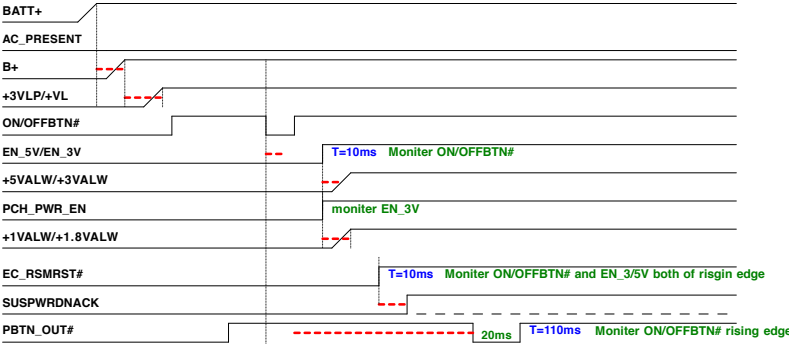 BATT+
AC_PRESENT
B+
+3VLP/+VL
ON/OFFBTN#
EN_5V/EN_3V T=10ms Moniter ON/OFFBTN#
+5VALW/+3VALW
PCH_PWR_EN moniter EN_3V
+1VALW/+1.8VALW
EC_RSMRST# T=10ms Moniter ON/OFFBTN# and EN_3/5V both of risgin edge
SUSPWRDNACK
PBTN_OUT# 20ms T=110ms Moniter ON/OFFBTN# rising edge